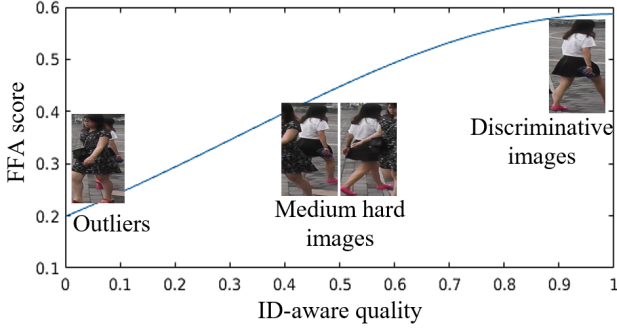 0.6
0.5
0.4
0.3
0.2
0.1
FFA score
Outliers
Medium hard
images
Discriminative
images
0 0.1 0.2 0.3 0.4 0.5 0.6 0.7 0.8 0.9 1
ID-aware quality